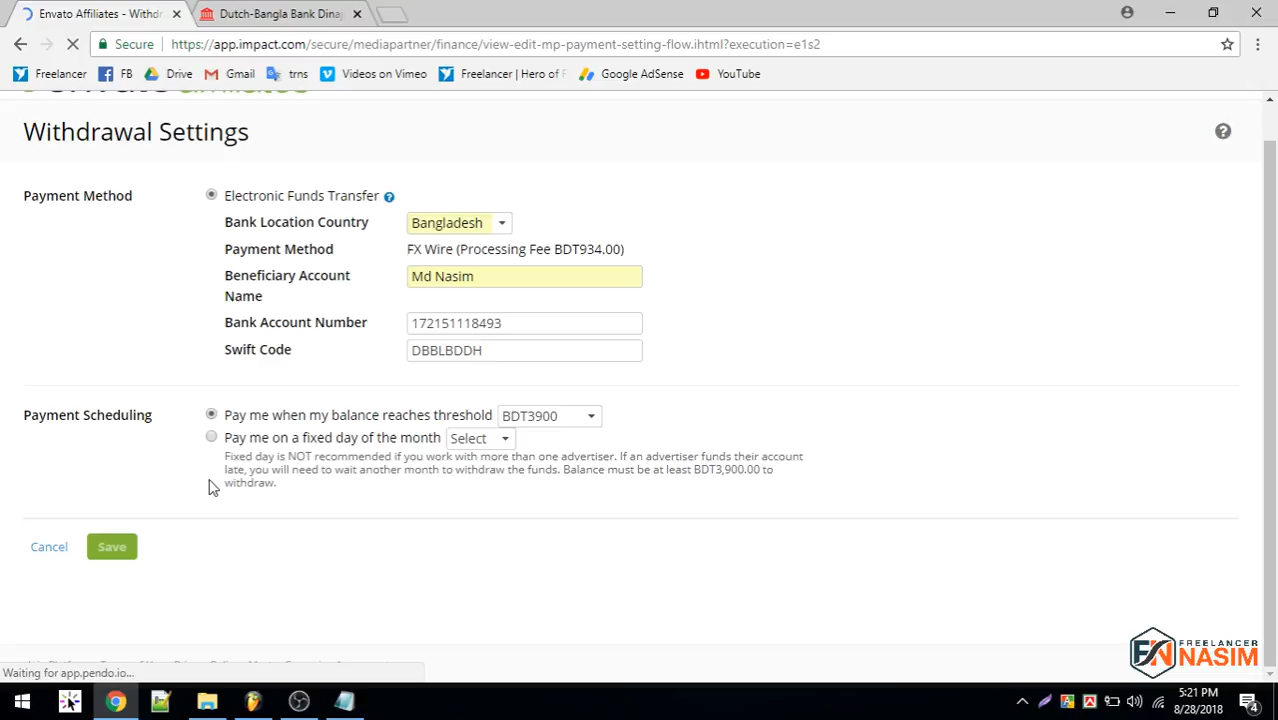 Envato Affiliates - Withdr
Dutch-Bangla Bank Dinaj
Secure
https://app.impact.com/secure/mediapartner/finance/view-edit-mp-payment-setting-flow.ihtml?execution=e1s2
Freelancer
FB
Drive
Gmail
trns
Videos on Vimeo
Freelancer | Hero of F
Google AdSense
YouTube
Withdrawal Settings
Payment Method
Electronic Funds Transfer
Bank Location Country
Bangladesh
Payment Method
FX Wire (Processing Fee BDT934.00)
Beneficiary Account
Name
Md Nasim
Bank Account Number
172151118493
Swift Code
DBBLBDDH
Payment Scheduling
Pay me when my balance reaches threshold
BDT3900
Pay me on a fixed day of the month
Select
Fixed day is NOT recommended if you work with more than one advertiser. If an advertiser funds their account
late, you will need to wait another month to withdraw the funds. Balance must be at least BDT3,900.00 to
withdraw.
Cancel
Save
Waiting for app.pendo.io...
FN
FREELANCER
NASIM
5:21 PM
8/28/2018
4